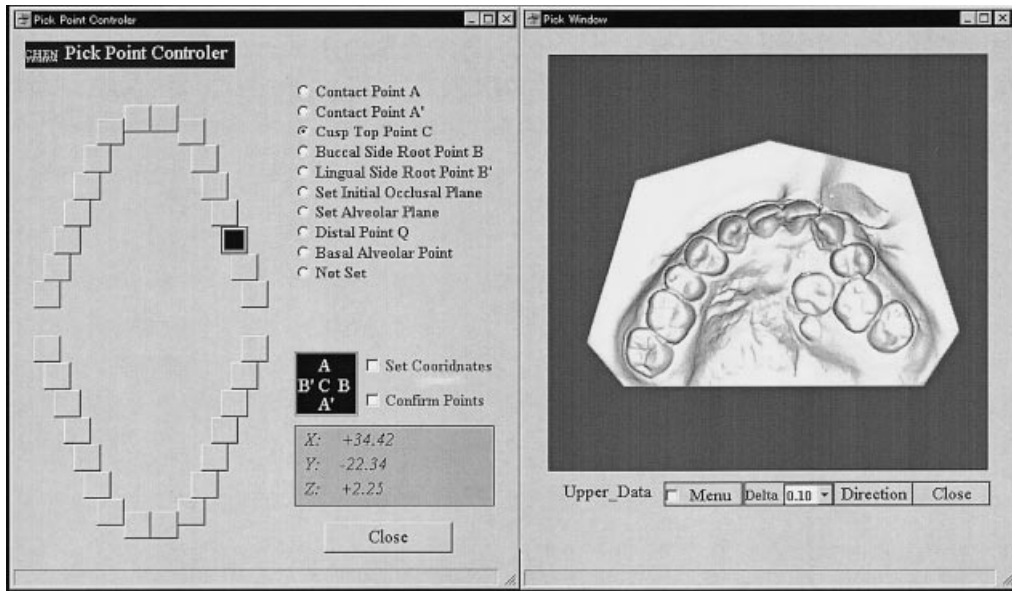 Pick Point Controler
Pick Point Controler
Contact Point A
Contact Point A'
Cusp Top Point C
Buccal Side Root Point B
Lingual Side Root Point B'
Set Initial Occlusal Plane
Set Alveolar Plane
Distal Point Q
Basal Alveolar Point
Not Set
A
B' C B
A'
Set Cooridnates
Confirm Points
X: +34.42
Y: -22.34
Z: +2.25
Close
Pick Window
Upper_Data Menu Delta 0.10 Direction Close